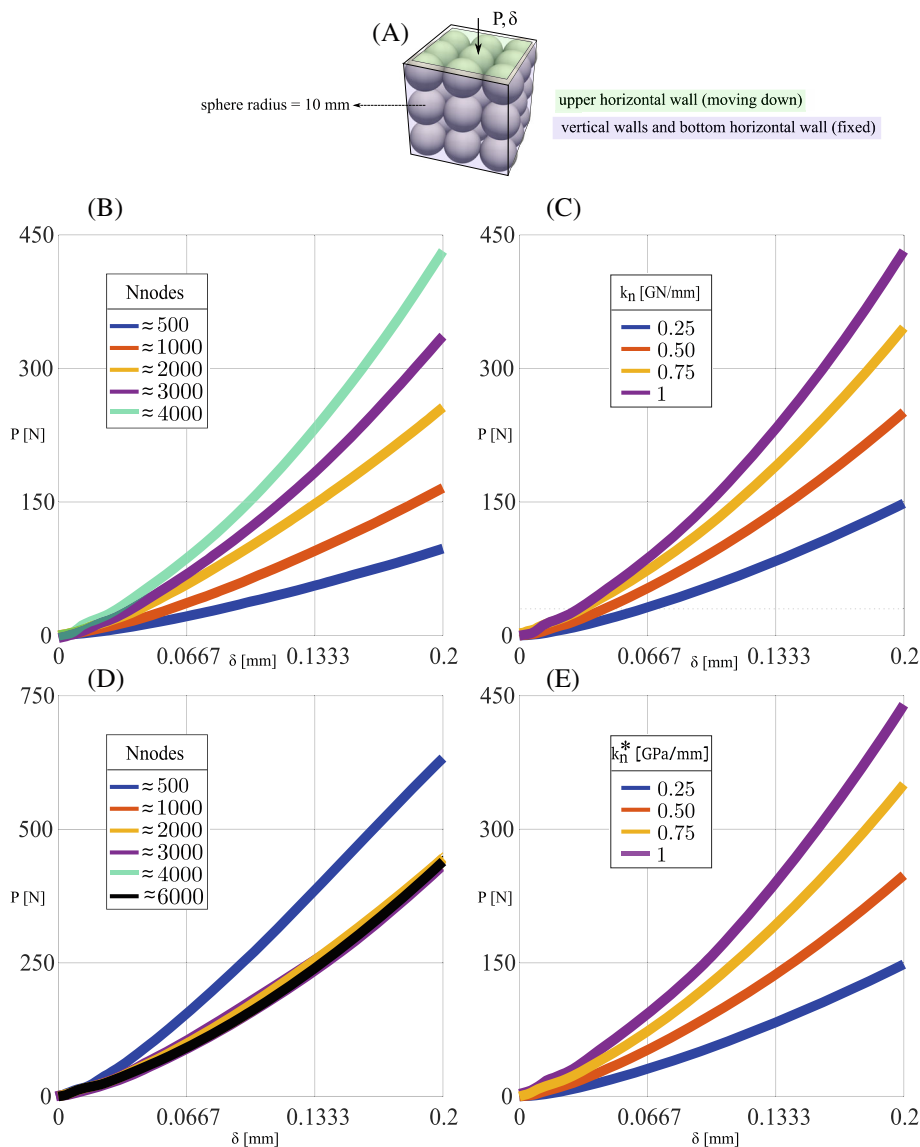 (A)
P, δ
sphere radius = 10 mm
upper horizontal wall (moving down)
vertical walls and bottom horizontal wall (fixed)
(B)
450
300
150
0
P [N]
Nnodes
≈500
≈1000
≈2000
≈3000
≈4000
0
0.0667
0.1333
0.2
δ [mm]
(C)
450
300
150
0
P [N]
kn [GN/mm]
0.25
0.50
0.75
1
0
0.0667
0.1333
0.2
δ [mm]
(D)
750
500
250
0
P [N]
Nnodes
≈500
≈1000
≈2000
≈3000
≈4000
≈6000
0
0.0667
0.1333
0.2
δ [mm]
(E)
450
300
150
0
P [N]
kn* [GPa/mm]
0.25
0.50
0.75
1
0
0.0667
0.1333
0.2
δ [mm]